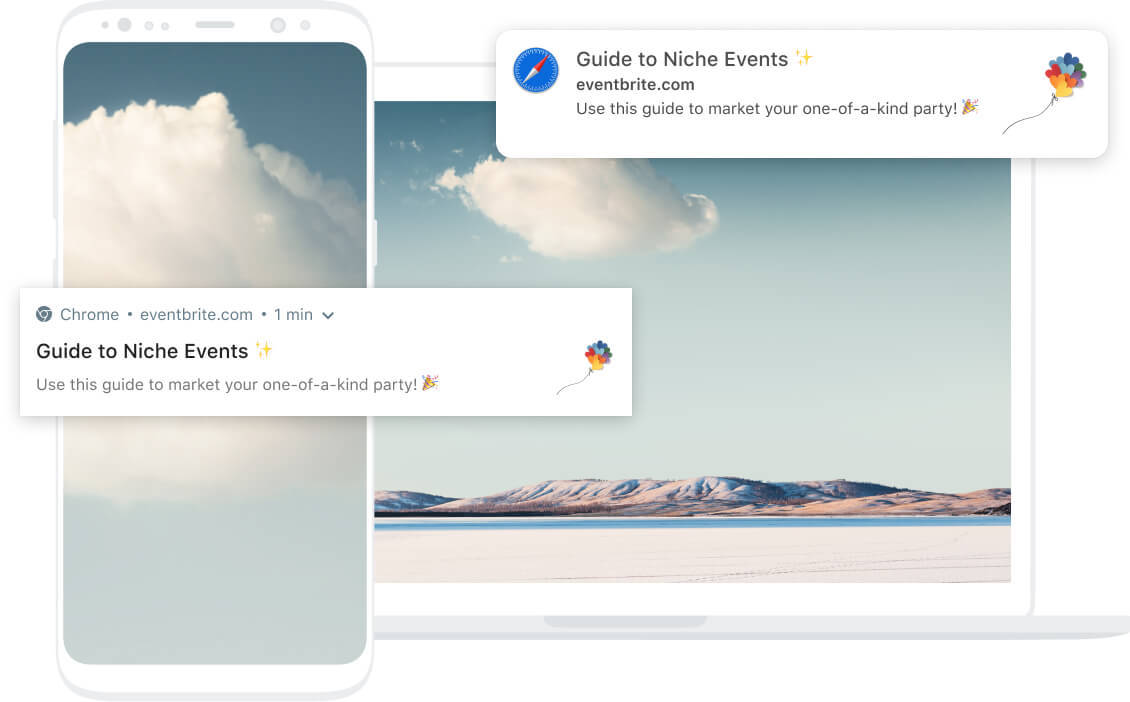 Guide to Niche Events ✨
eventbrite.com
Use this guide to market your one-of-a-kind party! 🎉
Chrome • eventbrite.com • 1 min
Guide to Niche Events ✨
Use this guide to market your one-of-a-kind party! 🎉